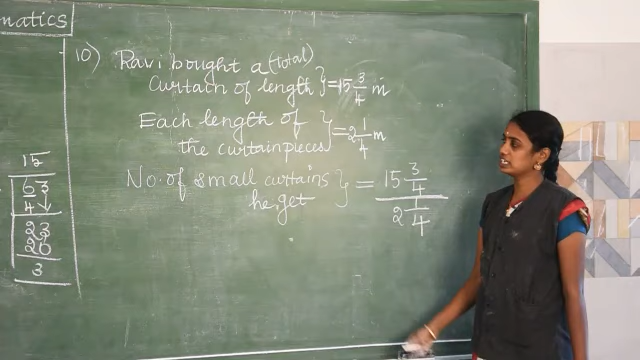 matics
10) Ravi bought a (total)
Curtain of length } = 15 3/4 m
Each length of
the curtain pieces } = 2 1/4 m
No. of small curtains
he get } = 15 3/4 / 2 1/4
15
63
4
23
20
3